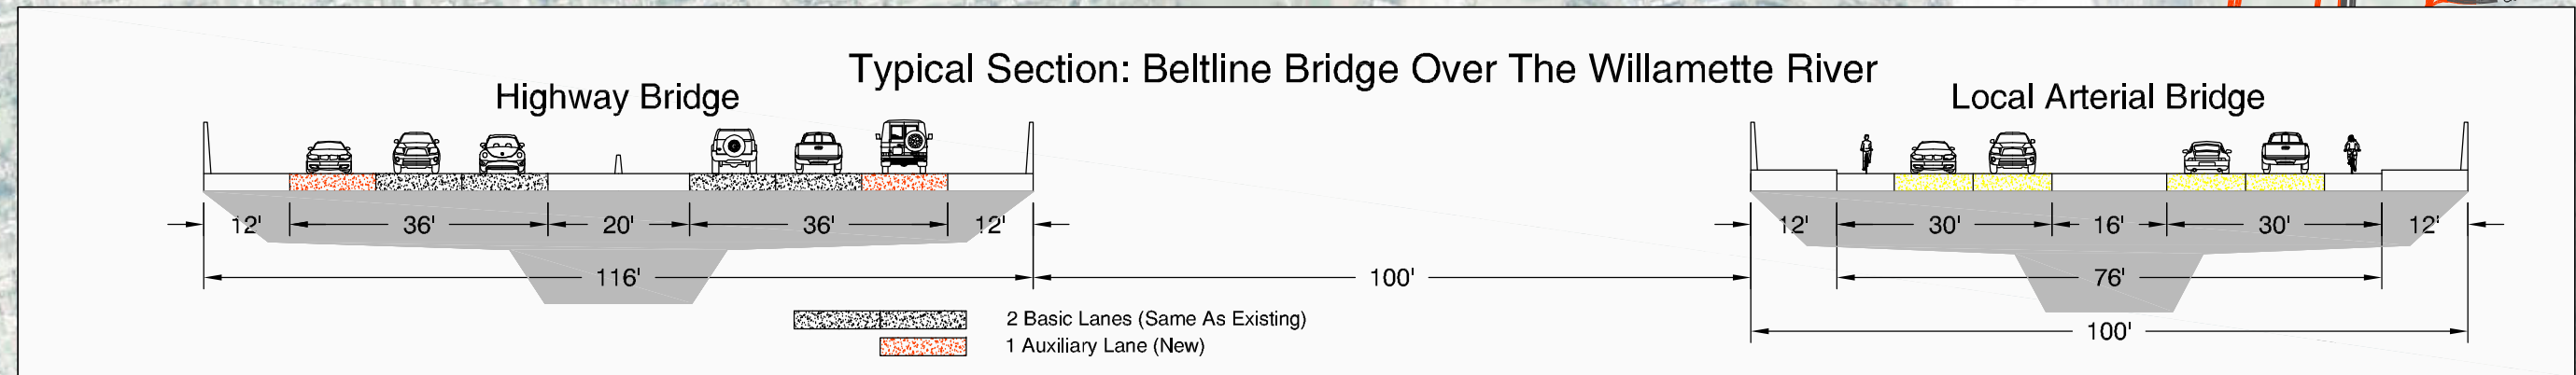 Typical Section: Beltline Bridge Over The Willamette River
Highway Bridge
Local Arterial Bridge
12' 36' 20' 36' 12'
12' 30' 16' 30' 12'
116' 100' 76'
100'
2 Basic Lanes (Same As Existing)
1 Auxiliary Lane (New)